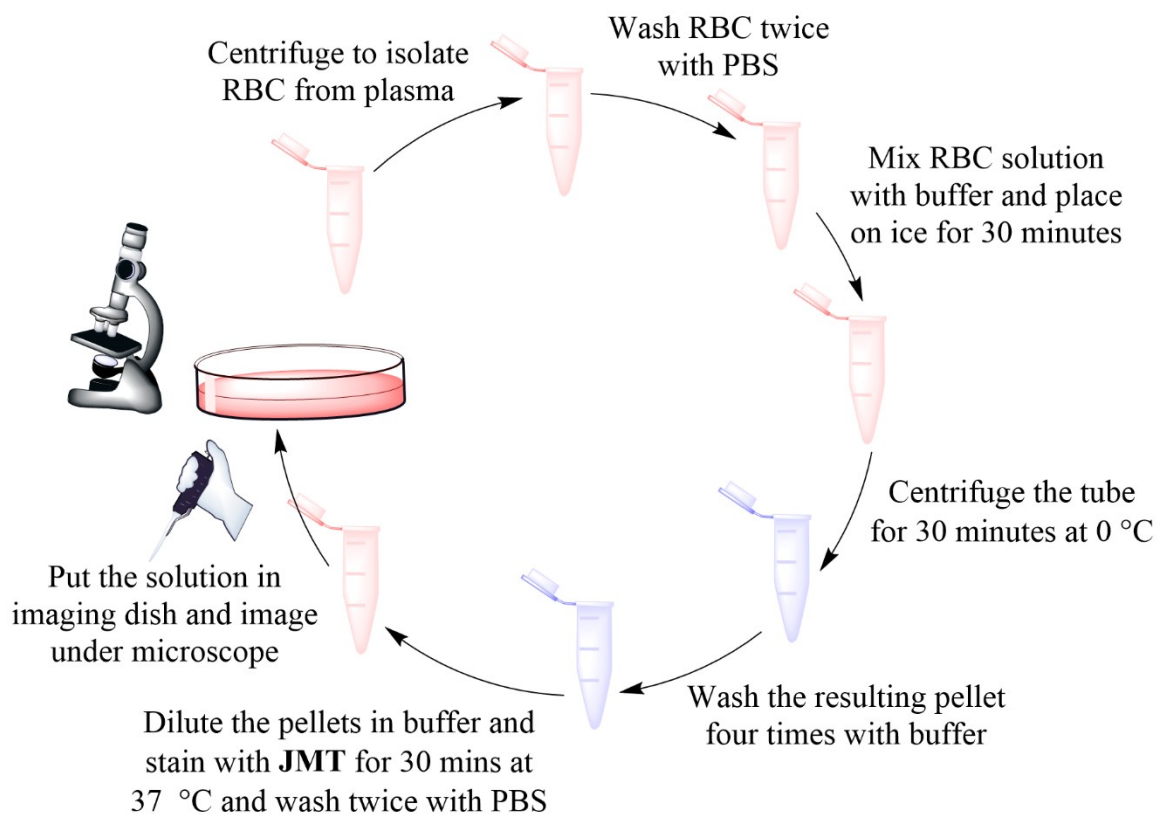 Centrifuge to isolate
RBC from plasma
Wash RBC twice
with PBS
Mix RBC solution
with buffer and place
on ice for 30 minutes
Centrifuge the tube
for 30 minutes at 0 °C
Wash the resulting pellet
four times with buffer
Dilute the pellets in buffer and
stain with JMT for 30 mins at
37 °C and wash twice with PBS
Put the solution in
imaging dish and image
under microscope